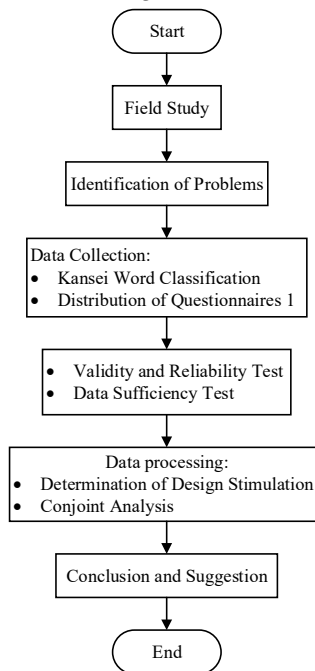 Start
Field Study
Identification of Problems
Data Collection:
• Kansei Word Classification
• Distribution of Questionnaires 1
• Validity and Reliability Test
• Data Sufficiency Test
Data processing:
• Determination of Design Stimulation
• Conjoint Analysis
Conclusion and Suggestion
End